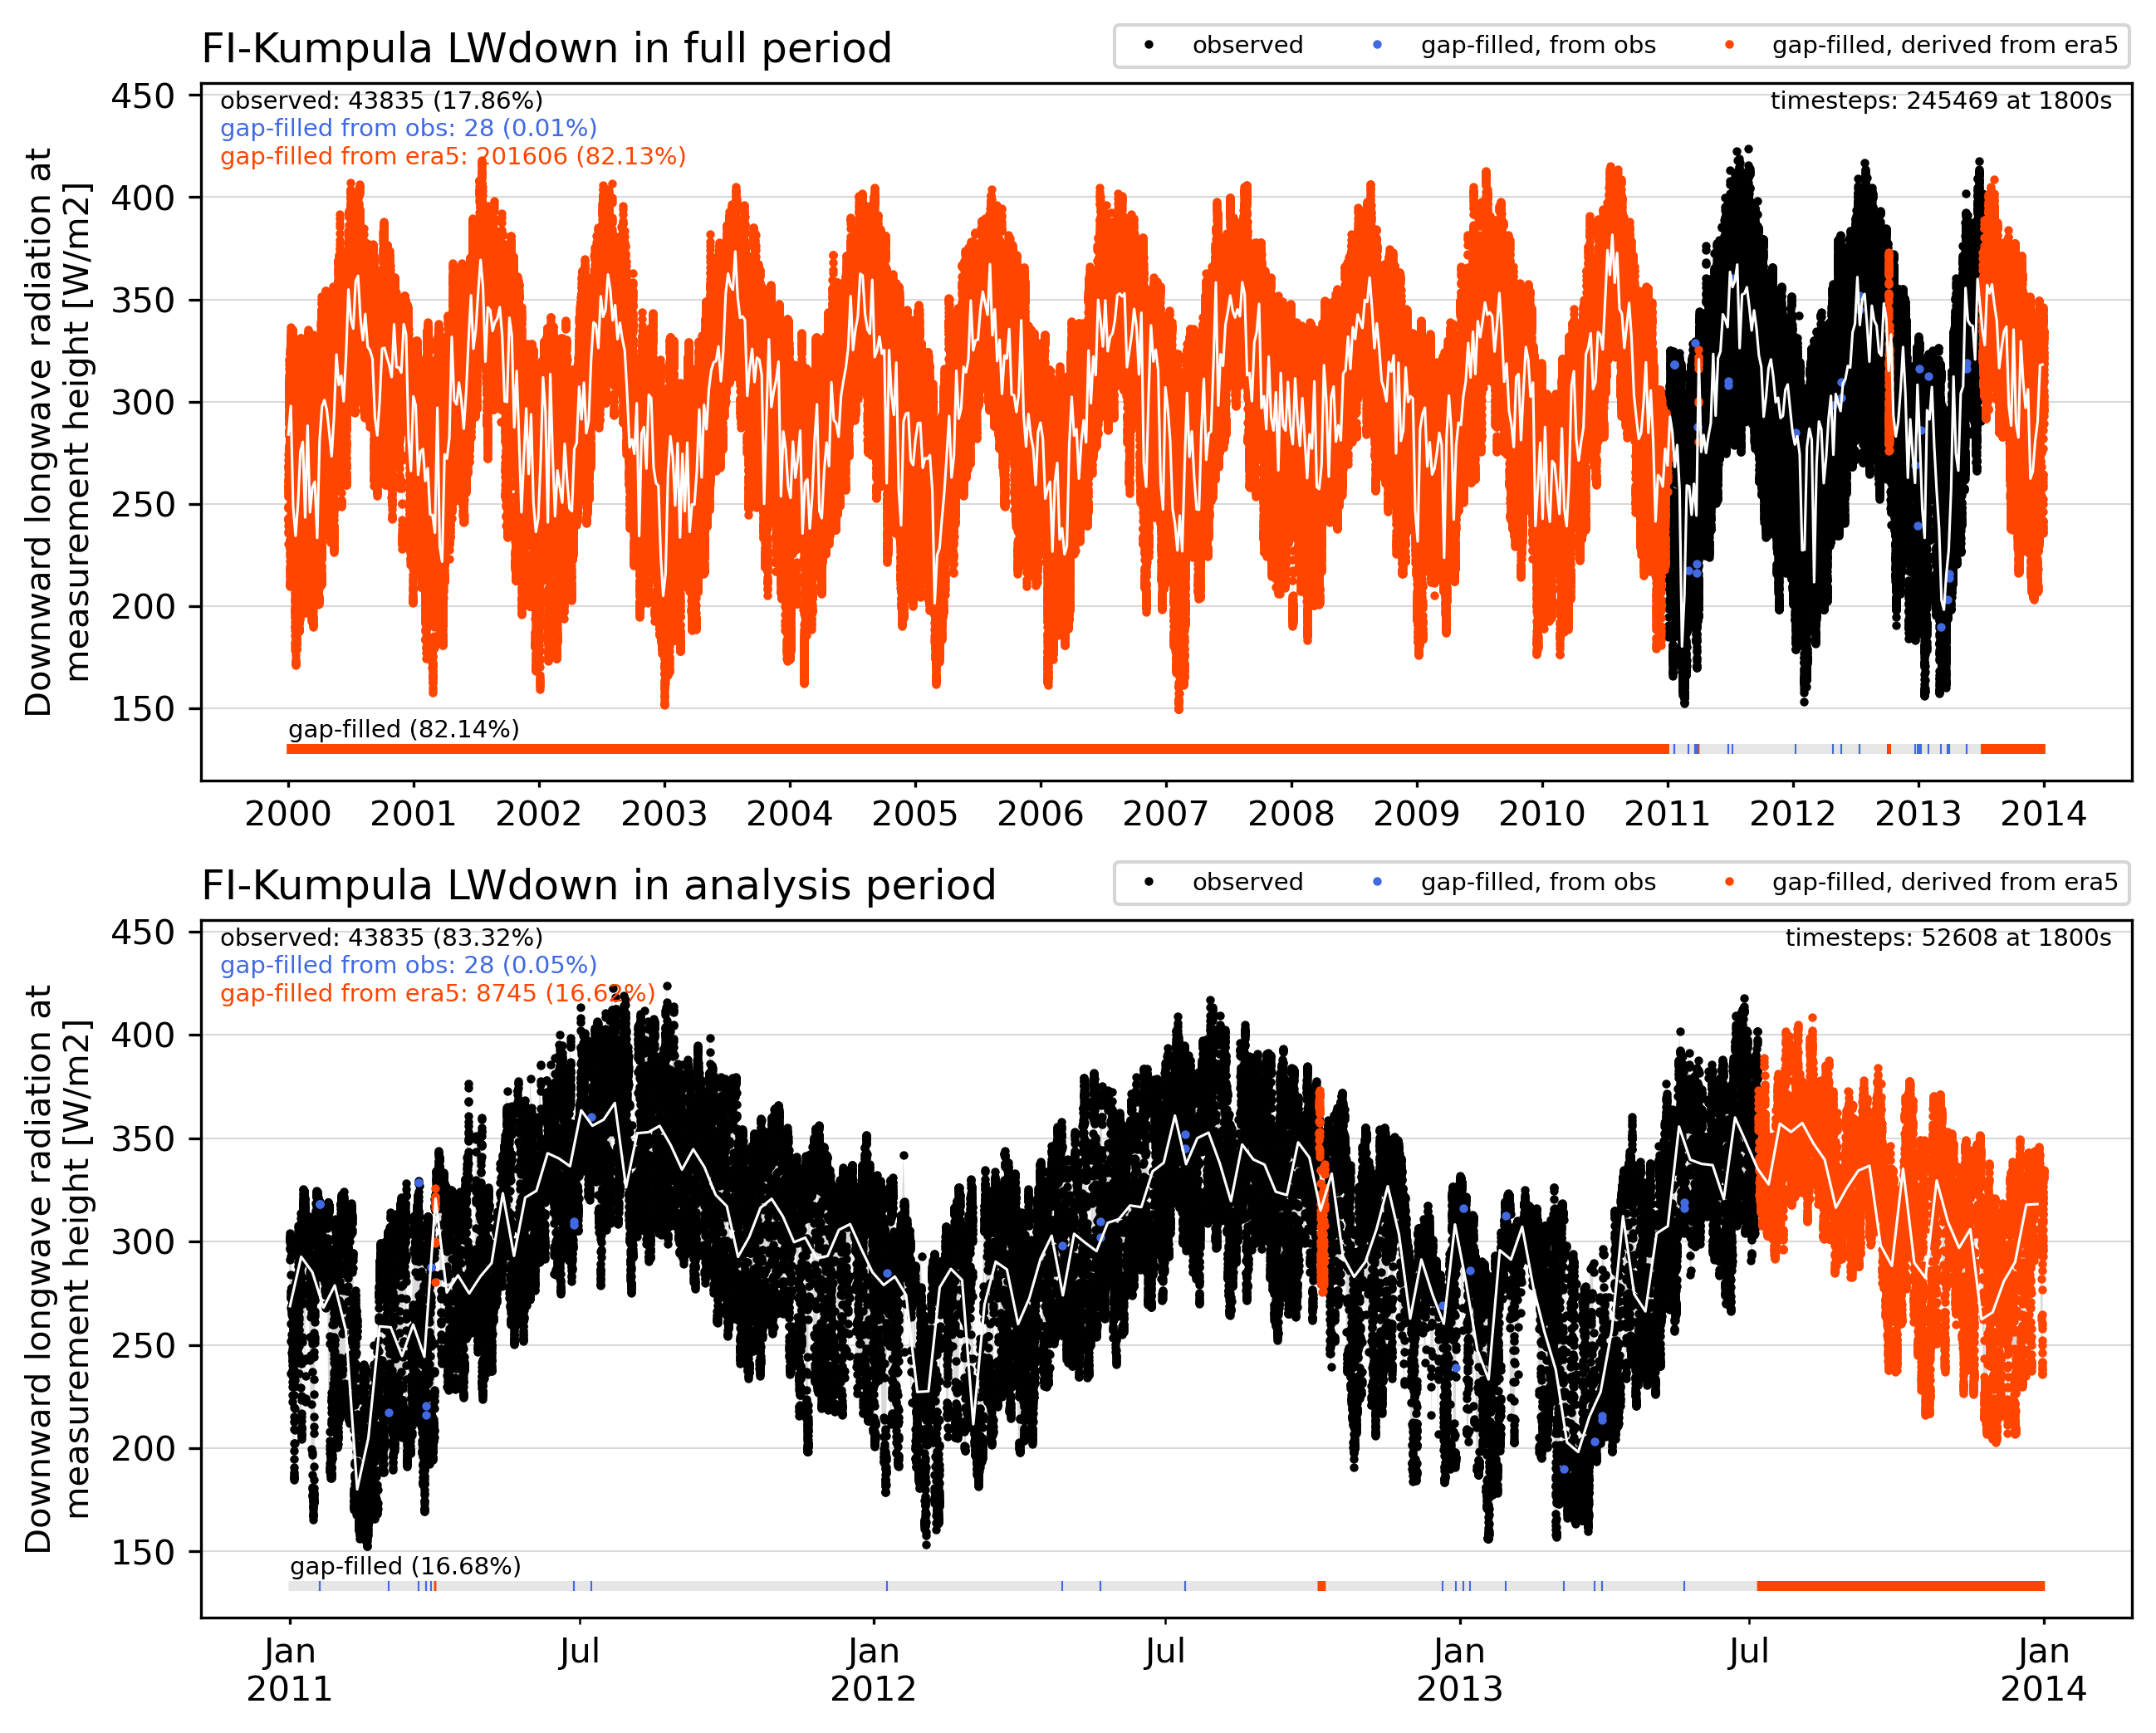 FI-Kumpula LWdown in full period
observed
gap-filled, from obs
gap-filled, derived from era5
observed: 43835 (17.86%)
gap-filled from obs: 28 (0.01%)
gap-filled from era5: 201606 (82.13%)
timesteps: 245469 at 1800s
Downward longwave radiation at
measurement height [W/m2]
450
400
350
300
250
200
150
gap-filled (82.14%)
2000 2001 2002 2003 2004 2005 2006 2007 2008 2009 2010 2011 2012 2013 2014
FI-Kumpula LWdown in analysis period
observed
gap-filled, from obs
gap-filled, derived from era5
observed: 43835 (83.32%)
gap-filled from obs: 28 (0.05%)
gap-filled from era5: 8745 (16.62%)
timesteps: 52608 at 1800s
Downward longwave radiation at
measurement height [W/m2]
450
400
350
300
250
200
150
gap-filled (16.68%)
Jan Jul Jan Jul Jan Jul Jan
2011 2012 2013 2014